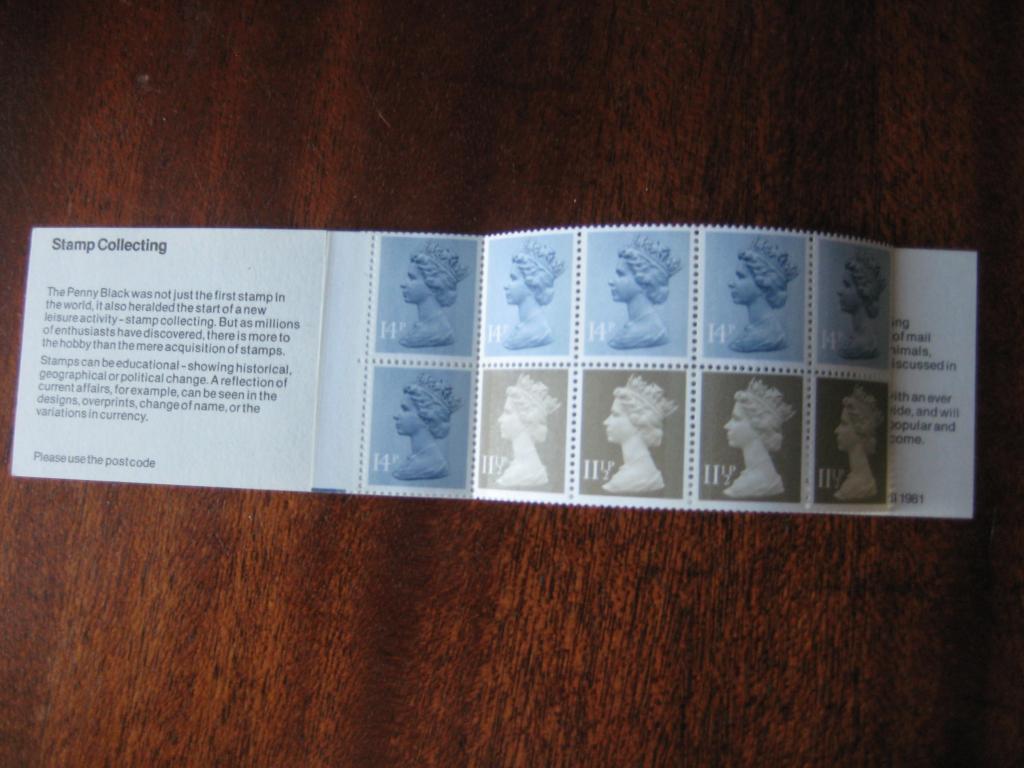 Stamp Collecting
The Penny Black was not just the first stamp in
the world, it also heralded the start of a new
leisure activity - stamp collecting. But as millions
of enthusiasts have discovered, there is more to
the hobby than the mere acquisition of stamps.
Stamps can be educational - showing historical,
geographical or political change. A reflection of
current affairs, for example, can be seen in the
designs, overprints, change of name, or the
variations in currency.
Please use the postcode
14P 14P 14P 14P 14P
14P 11½P 11½P 11½P 11½P
of mail
scussed in
ith an ever
ide, and will
opular and
come.
1981